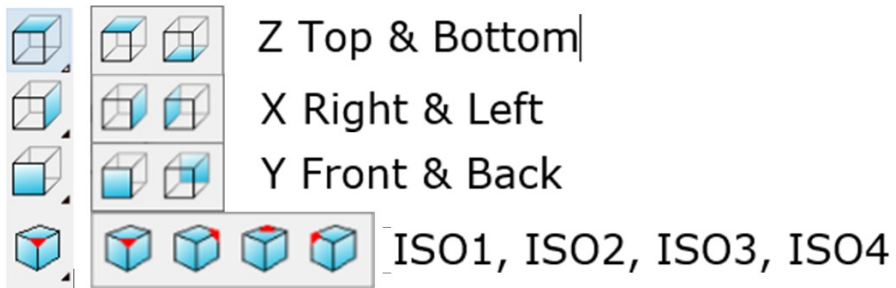 Z Top & Bottom
X Right & Left
Y Front & Back
ISO1, ISO2, ISO3, ISO4